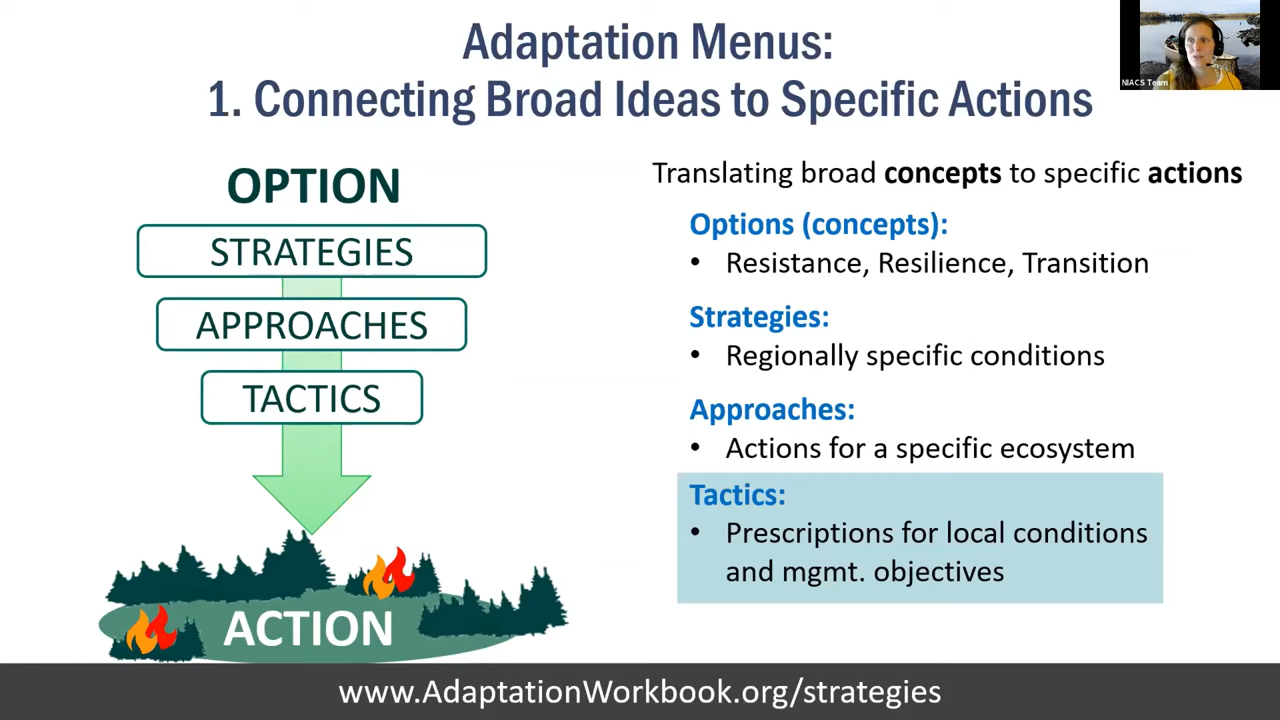 Adaptation Menus:
1. Connecting Broad Ideas to Specific Actions
NIACS Team
OPTION
STRATEGIES
APPROACHES
TACTICS
ACTION
Translating broad concepts to specific actions
Options (concepts):
• Resistance, Resilience, Transition
Strategies:
• Regionally specific conditions
Approaches:
• Actions for a specific ecosystem
Tactics:
• Prescriptions for local conditions
and mgmt. objectives
www.AdaptationWorkbook.org/strategies